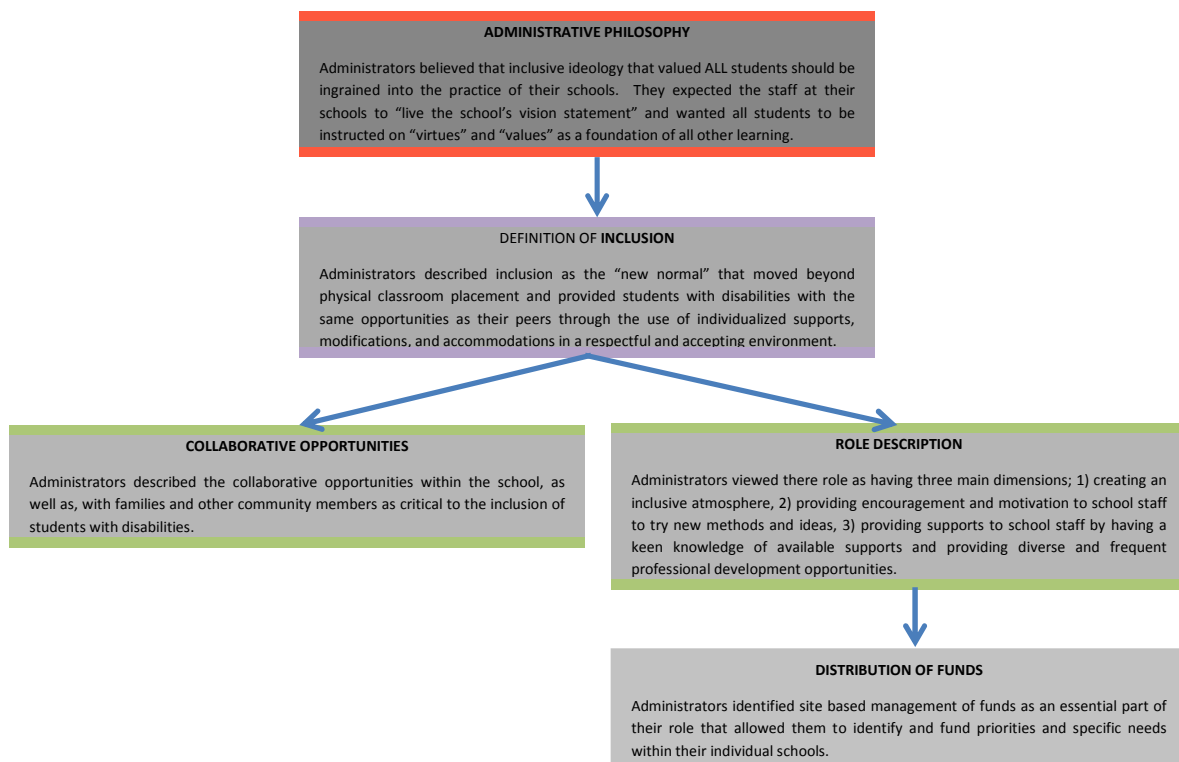 ADMINISTRATIVE PHILOSOPHY
Administrators believed that inclusive ideology that valued ALL students should be
ingrained into the practice of their schools. They expected the staff at their
schools to “live the school’s vision statement” and wanted all students to be
instructed on “virtues” and “values” as a foundation of all other learning.
DEFINITION OF INCLUSION
Administrators described inclusion as the “new normal” that moved beyond
physical classroom placement and provided students with disabilities with the
same opportunities as their peers through the use of individualized supports,
modifications, and accommodations in a respectful and accepting environment.
COLLABORATIVE OPPORTUNITIES
Administrators described the collaborative opportunities within the school, as
well as, with families and other community members as critical to the inclusion of
students with disabilities.
ROLE DESCRIPTION
Administrators viewed there role as having three main dimensions; 1) creating an
inclusive atmosphere, 2) providing encouragement and motivation to school staff
to try new methods and ideas, 3) providing supports to school staff by having a
keen knowledge of available supports and providing diverse and frequent
professional development opportunities.
DISTRIBUTION OF FUNDS
Administrators identified site based management of funds as an essential part of
their role that allowed them to identify and fund priorities and specific needs
within their individual schools.